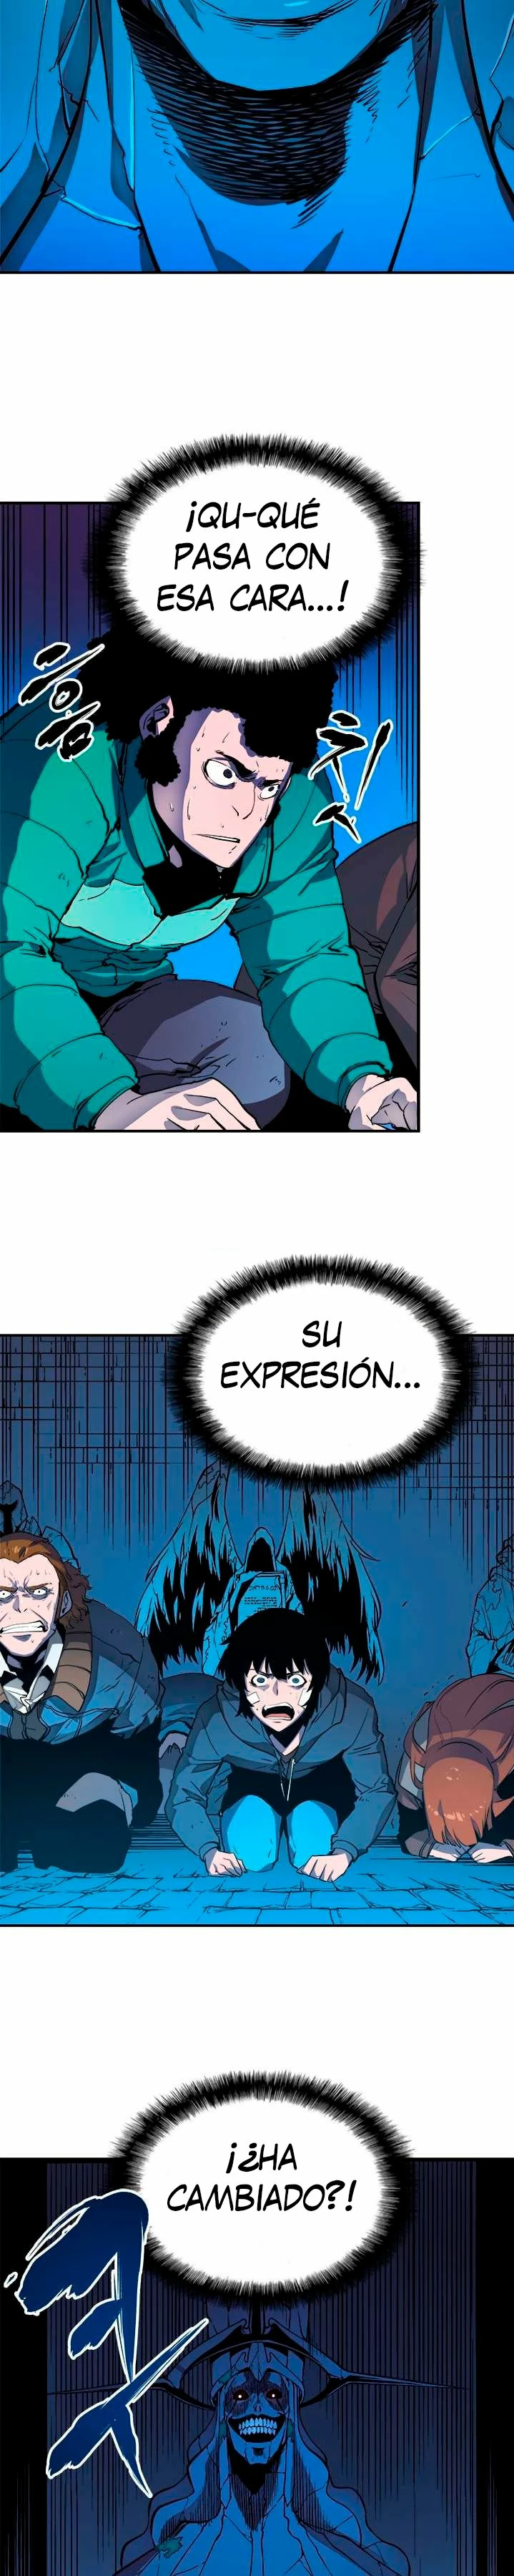 ¡QU-QUÉ
PASA CON
ESA CARA...!
SU
EXPRESIÓN...
¡¿HA
CAMBIADO?!